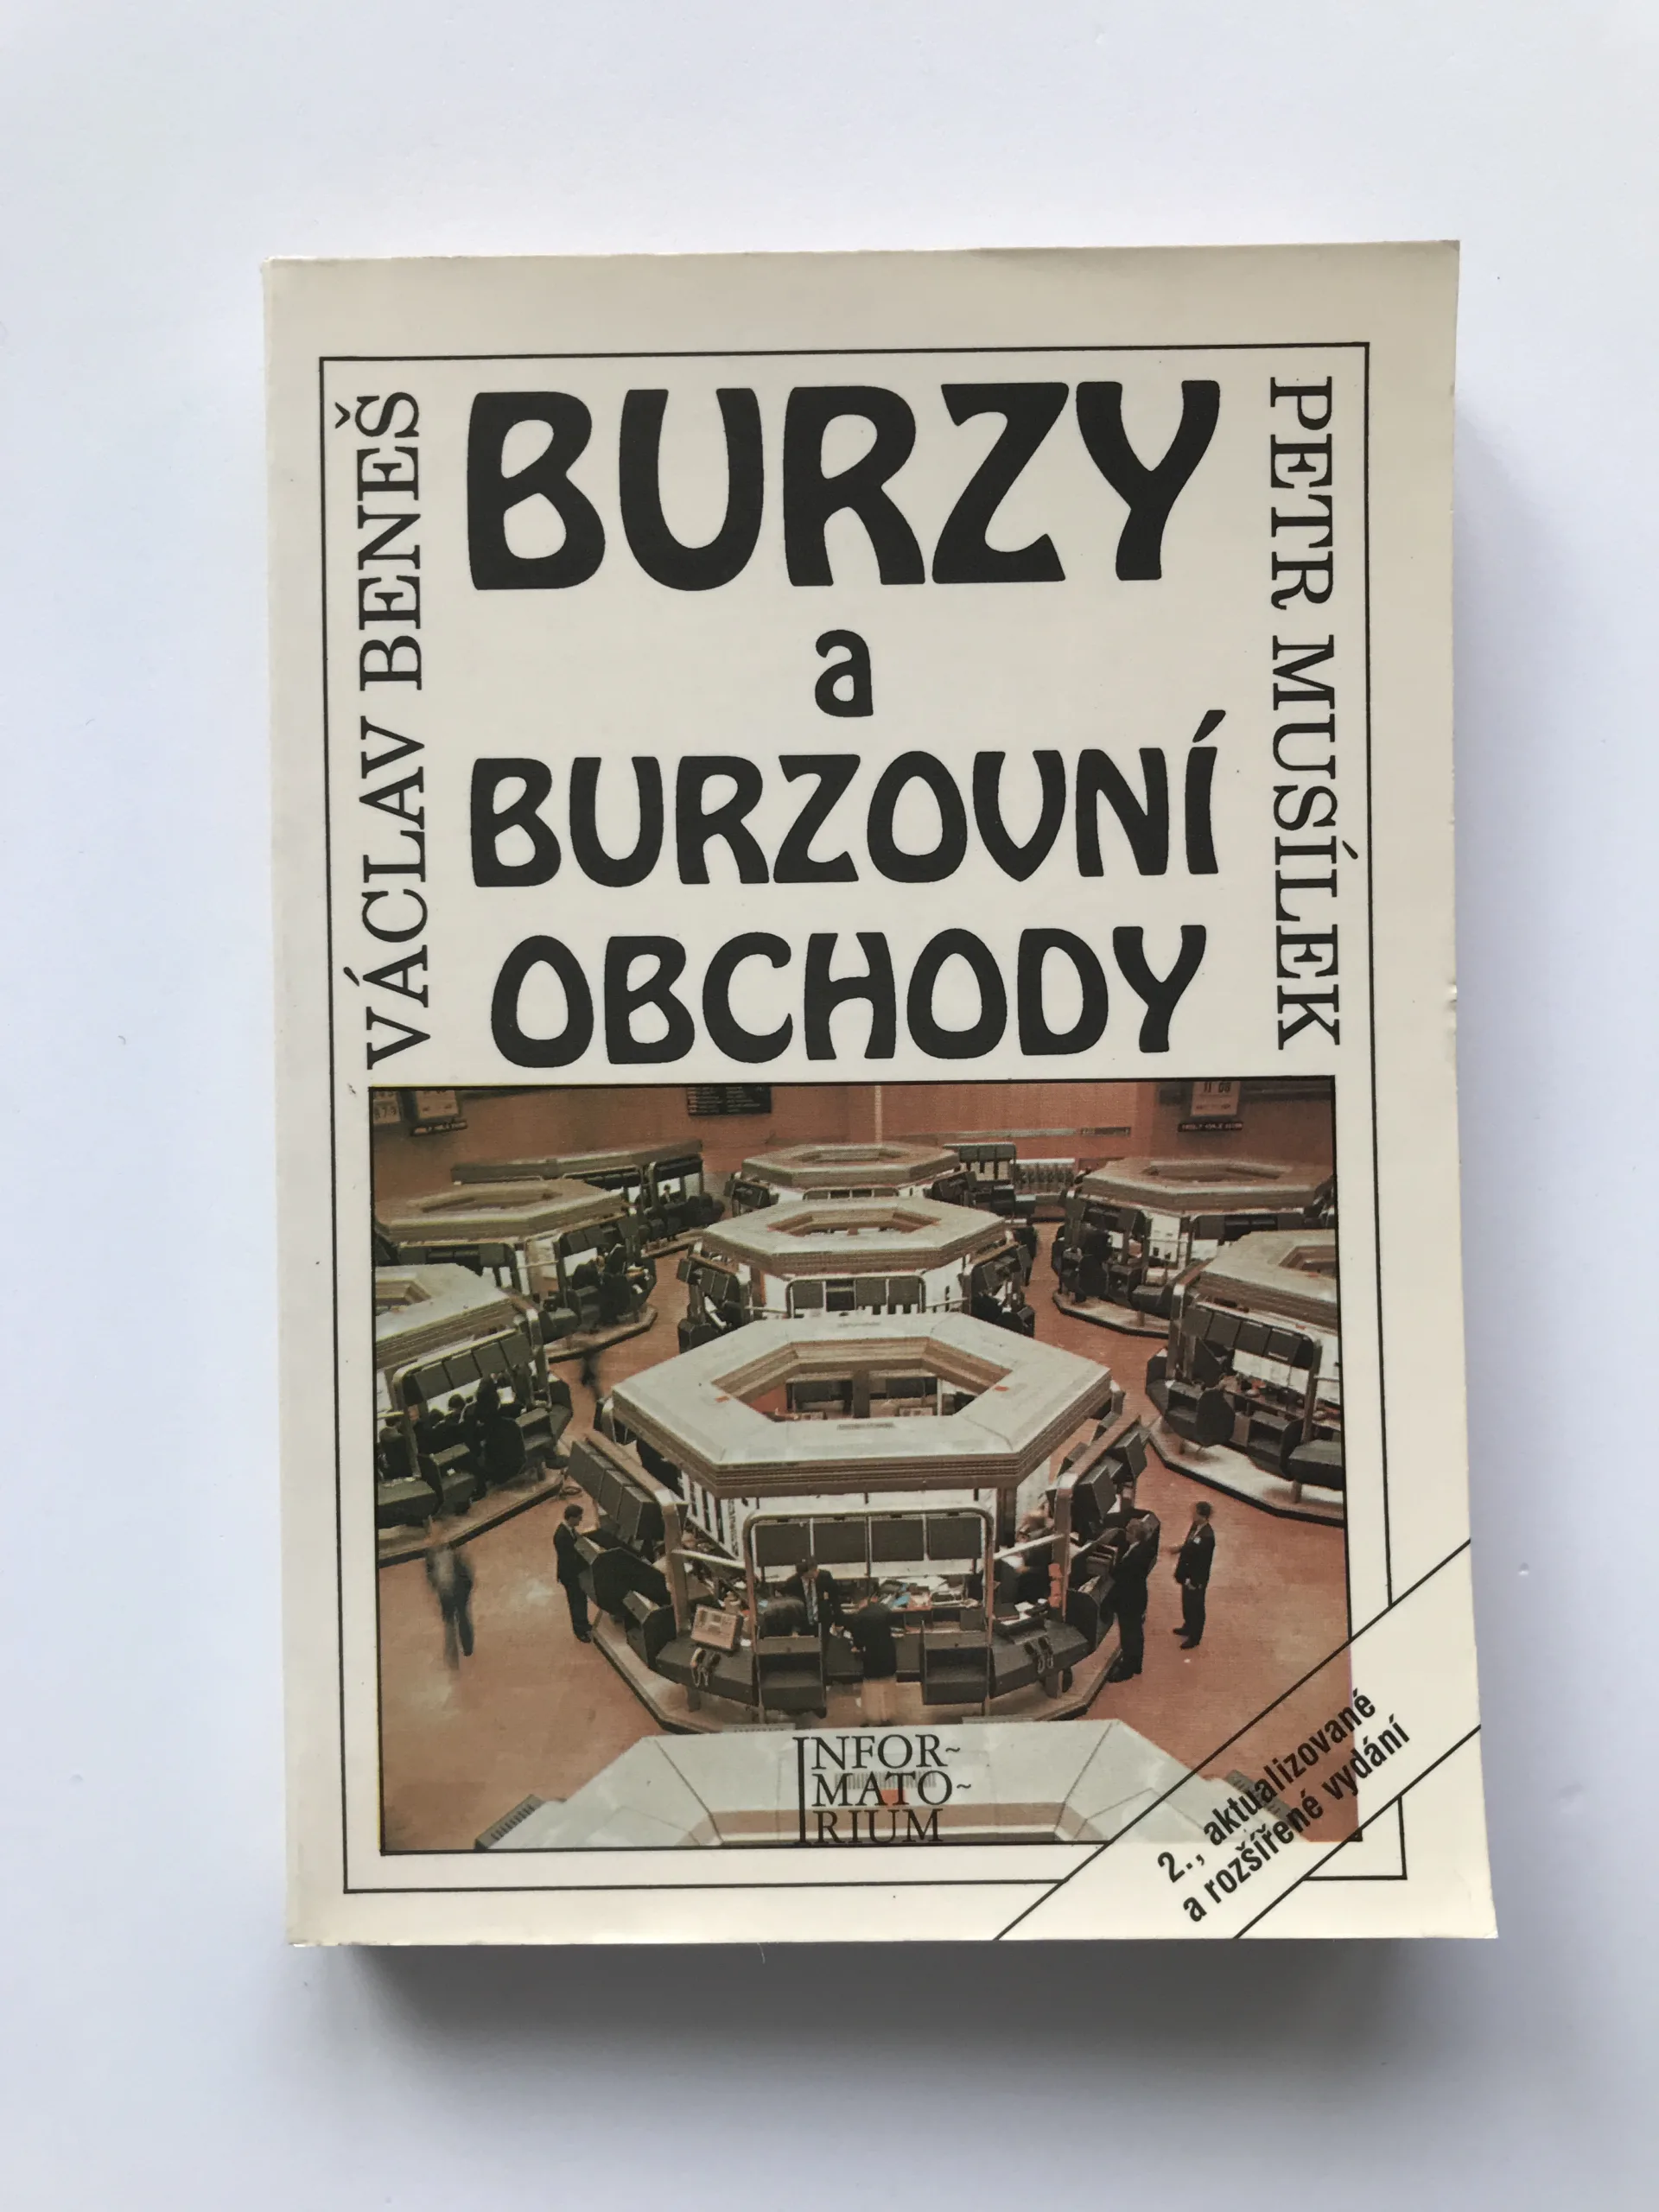 VÁCLAV BENEŠ
BURZY
a
BURZOVNÍ
OBCHODY
PETR MUSÍLEK
INFOR~
MATO~
RIUM
2., aktualizované
a rozšířené vydání